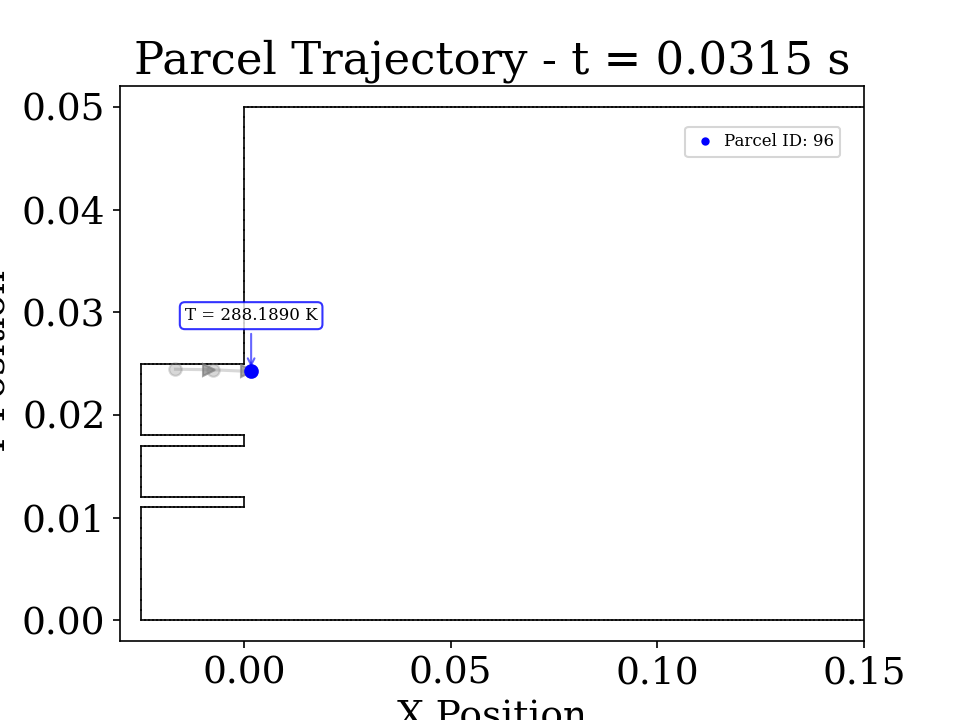 Parcel Trajectory - t = 0.0315 s
0.05
Parcel ID: 96
0.04
0.03
T = 288.1890 K
0.02
0.01
0.00
0.00 0.05 0.10 0.15
X Position